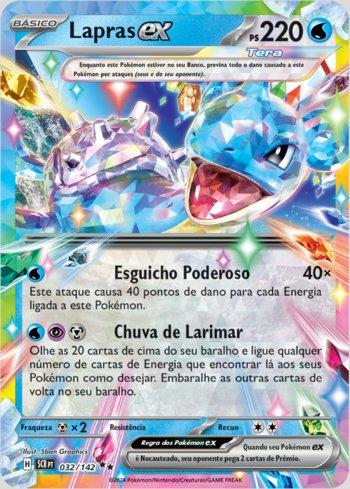 BÁSICO
Lapras ex PS 220
Tera
Enquanto este Pokémon estiver no seu Banco, previna todo o dano causado a este
Pokémon por ataques (seus e do seu oponente).
Esguicho Poderoso 40×
Este ataque causa 40 pontos de dano para cada Energia
ligada a este Pokémon.
Chuva de Larimar
Olhe as 20 cartas de cima do seu baralho e ligue qualquer
número de cartas de Energia que encontrar lá aos seus
Pokémon como desejar. Embaralhe as outras cartas
de volta no seu baralho.
Fraqueza ×2 Resistência Recuo
Illust. 5ban Graphics
Regra dos Pokémon ex
Quando seu Pokémon ex
é Nocauteado, seu oponente pega 2 cartas de Prêmio.
H SCR PT 032/142
©2024 Pokémon/Nintendo/Creatures/GAME FREAK